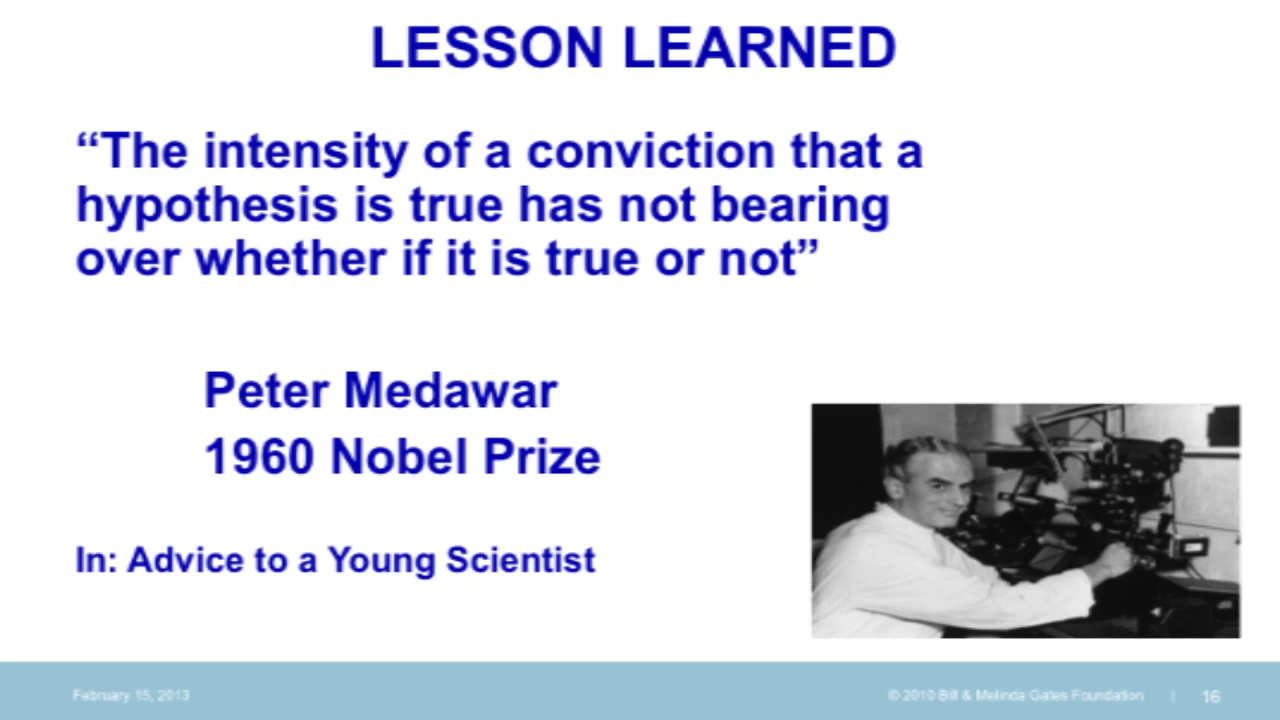 LESSON LEARNED
“The intensity of a conviction that a
hypothesis is true has not bearing
over whether if it is true or not”
Peter Medawar
1960 Nobel Prize
In: Advice to a Young Scientist
February 15, 2013
© 2010 Bill & Melinda Gates Foundation | 16